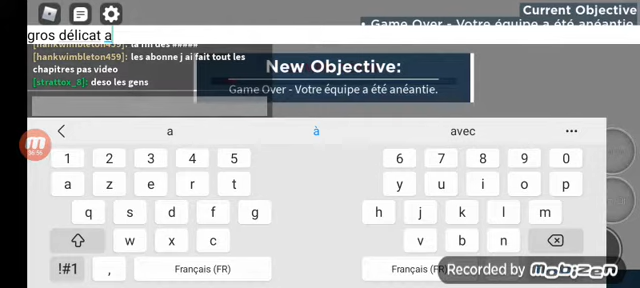 Current Objective
• Game Over - Votre équipe a été anéantie.
gros délicat a
[hankwimbleton459]: la fin des #####
[hankwimbleton459]: les abonne j ai fait tout les
chapitres pas video
[strattox_8]: deso les gens
New Objective:
Game Over - Votre équipe a été anéantie.
a à avec ...
1 2 3 4 5 6 7 8 9 0
a z e r t y u i o p
q s d f g h j k l m
w x c v b n
!#1 , Français (FR) Français (FR)
Recorded by Mobizen